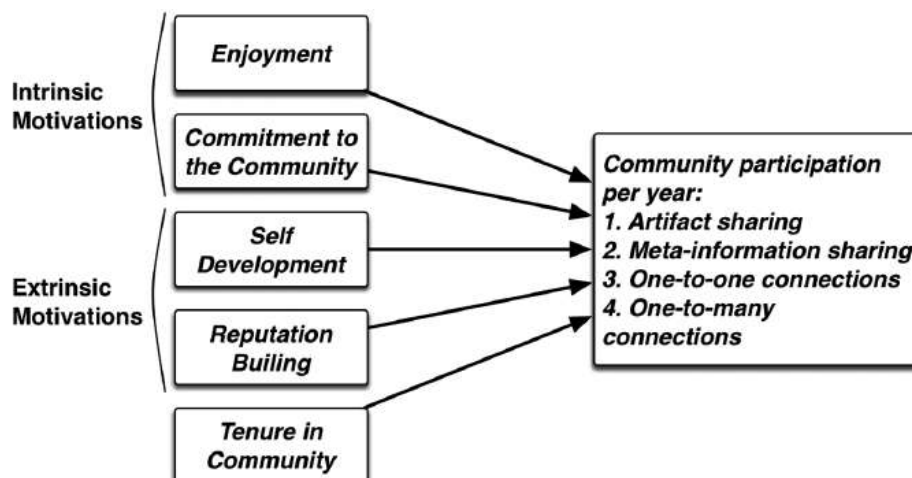 Intrinsic
Motivations
Enjoyment
Commitment to
the Community
Extrinsic
Motivations
Self
Development
Reputation
Builing
Tenure in
Community
Community participation
per year:
1. Artifact sharing
2. Meta-information sharing
3. One-to-one connections
4. One-to-many
connections